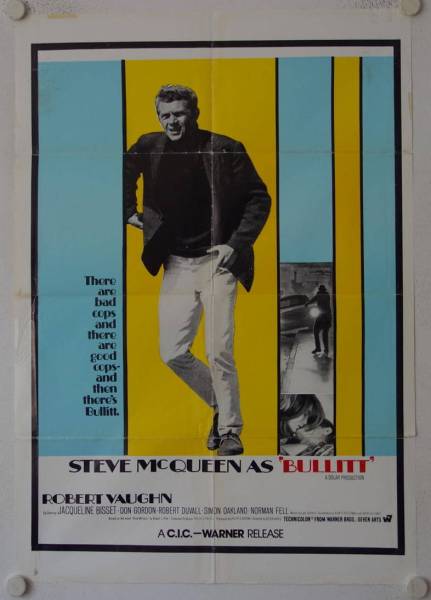 There
are
bad
cops
and
there
are
good
cops-
and
then
there's
Bullitt.
STEVE McQUEEN AS 'BULLITT'
A SOLAR PRODUCTION
ROBERT VAUGHN
JACQUELINE BISSET · DON GORDON · ROBERT DUVALL · SIMON OAKLAND · NORMAN FELL
TECHNICOLOR® FROM WARNER BROS.-SEVEN ARTS W7
A C.I.C.—WARNER RELEASE